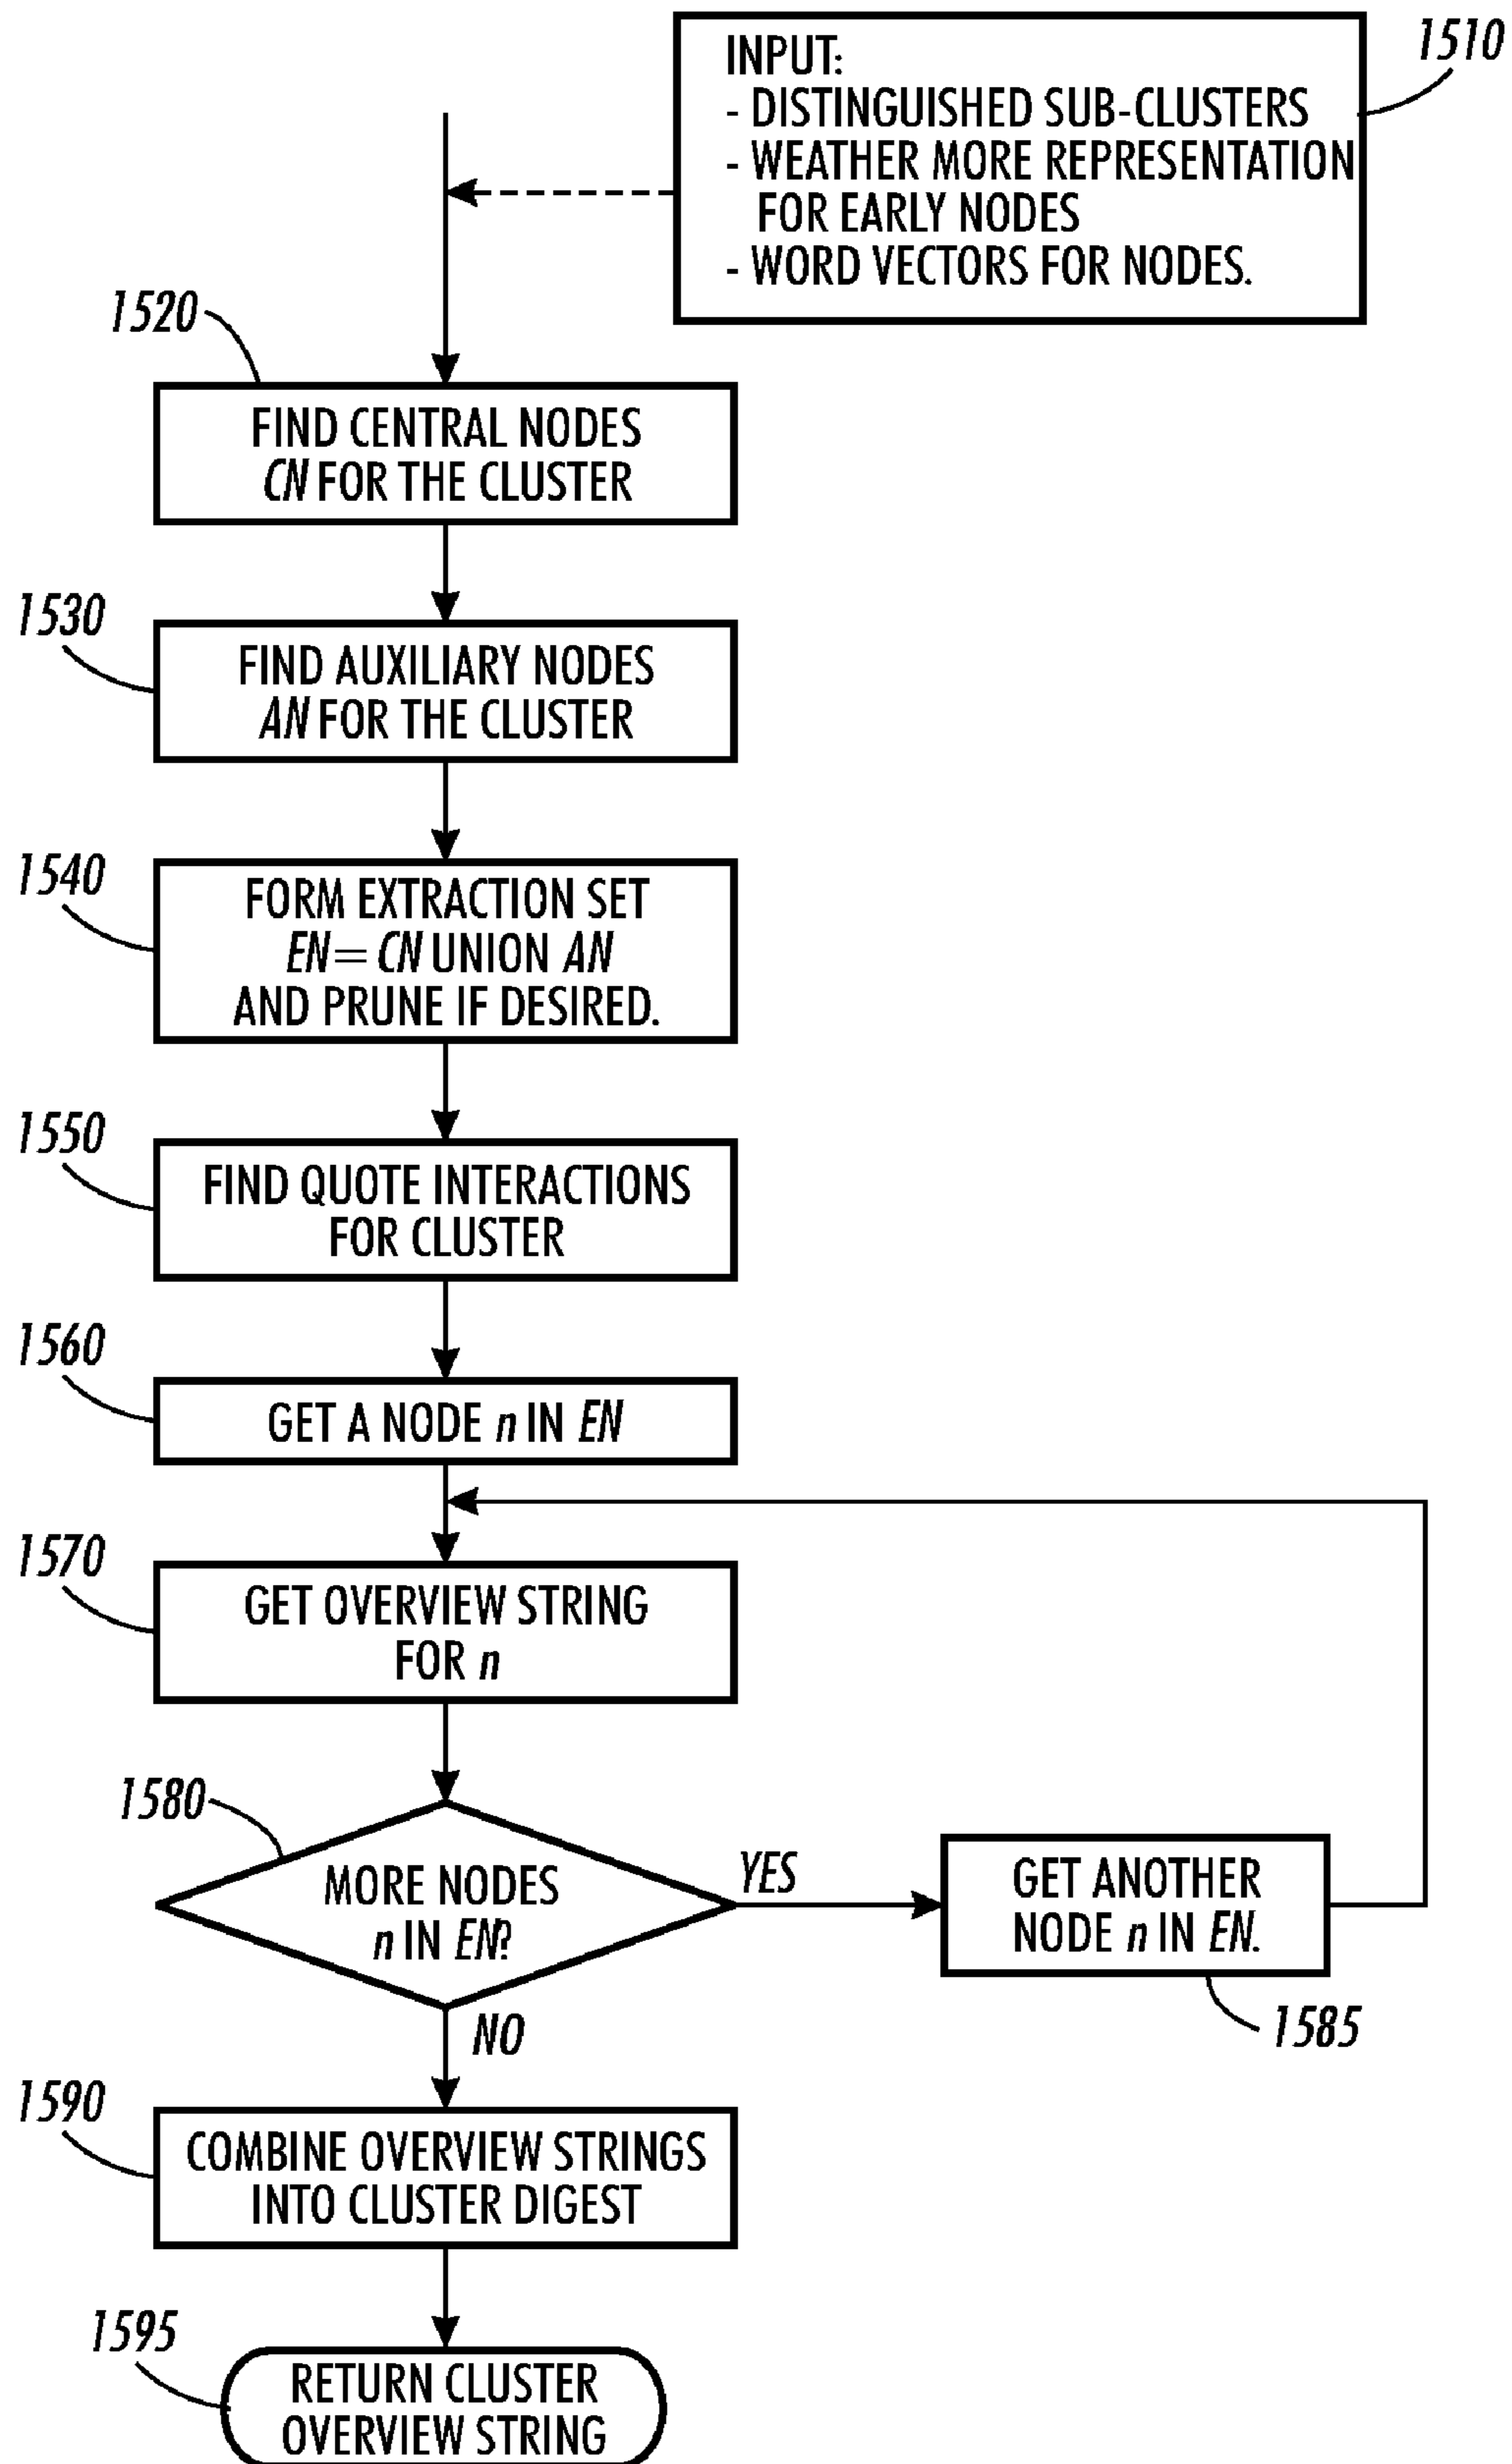 1510
INPUT:
- DISTINGUISHED SUB-CLUSTERS
- WEATHER MORE REPRESENTATION
FOR EARLY NODES
- WORD VECTORS FOR NODES.
1520
FIND CENTRAL NODES
CN FOR THE CLUSTER
1530
FIND AUXILIARY NODES
AN FOR THE CLUSTER
1540
FORM EXTRACTION SET
EN = CN UNION AN
AND PRUNE IF DESIRED.
1550
FIND QUOTE INTERACTIONS
FOR CLUSTER
1560
GET A NODE n IN EN
1570
GET OVERVIEW STRING
FOR n
1580
MORE NODES
n IN EN?
YES
GET ANOTHER
NODE n IN EN.
1585
NO
1590
COMBINE OVERVIEW STRINGS
INTO CLUSTER DIGEST
1595
RETURN CLUSTER
OVERVIEW STRING